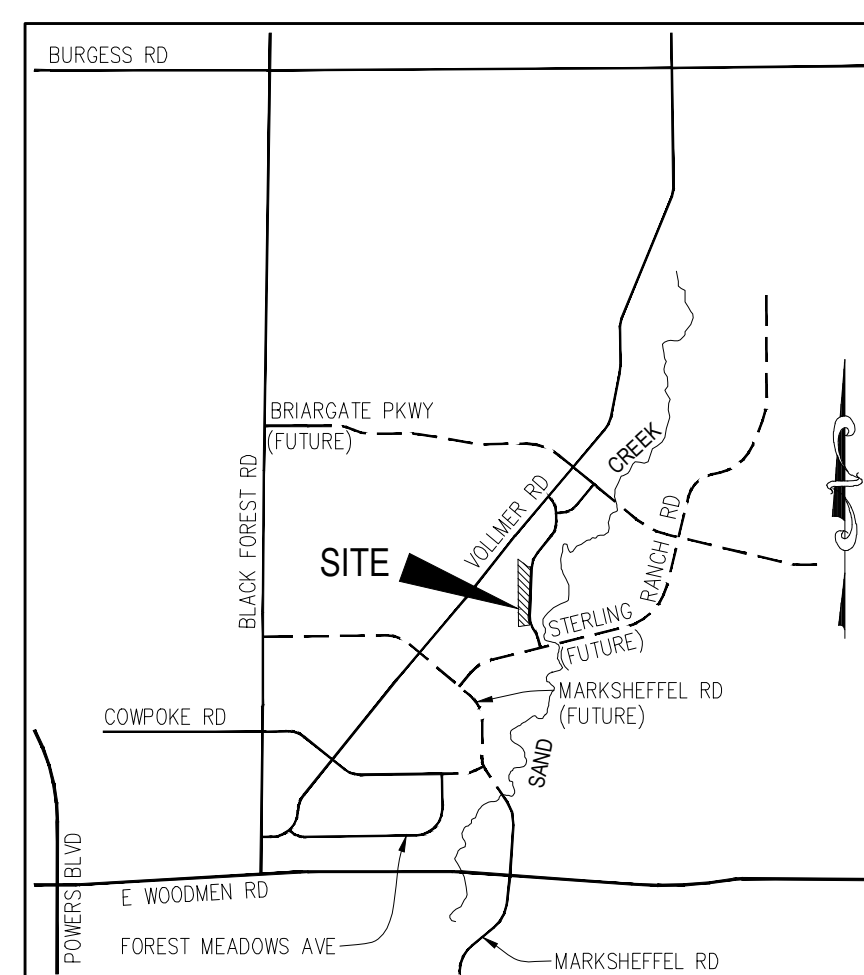 BURGESS RD
BRIARGATE PKWY
(FUTURE)
CREEK
VOLLMER RD
BLACK FOREST RD
SITE
RANCH RD
STERLING
(FUTURE)
MARKSHEFFEL RD
(FUTURE)
COWPOKE RD
SAND
POWERS BLVD
E WOODMEN RD
FOREST MEADOWS AVE
MARKSHEFFEL RD